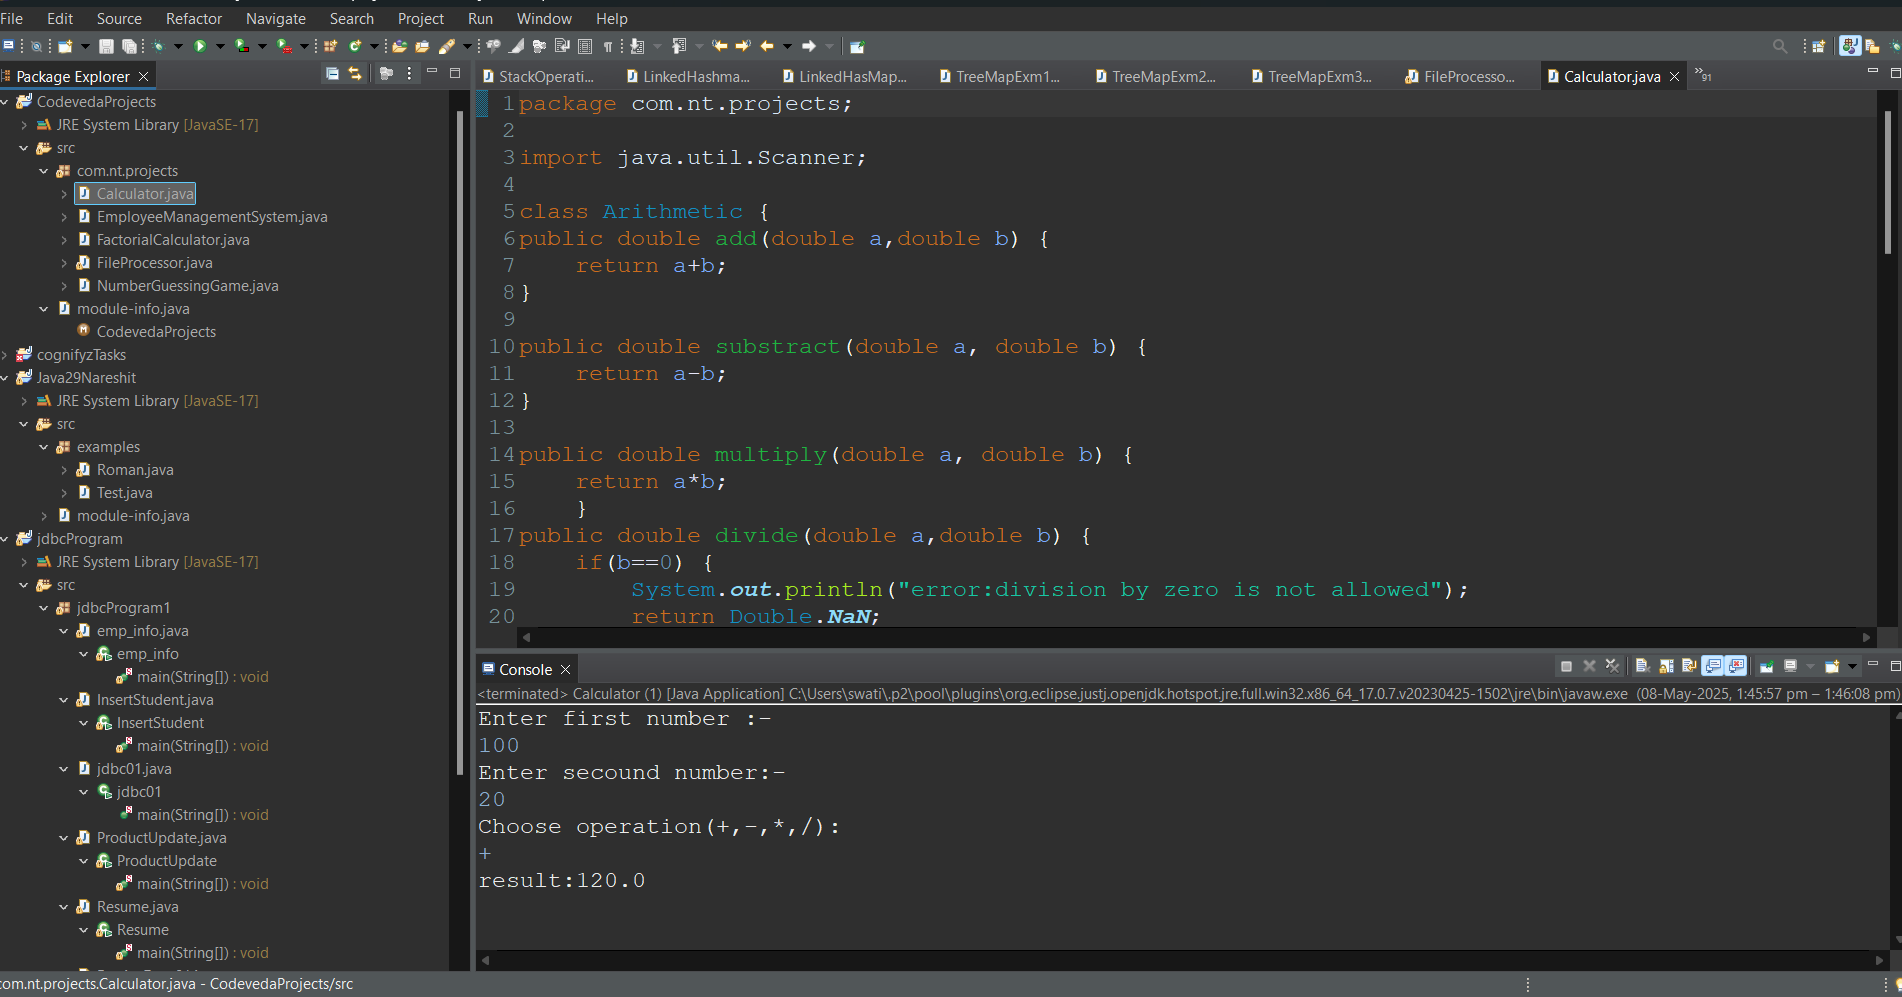 File Edit Source Refactor Navigate Search Project Run Window Help
Package Explorer
CodevedaProjects
JRE System Library [JavaSE-17]
src
com.nt.projects
Calculator.java
EmployeeManagementSystem.java
FactorialCalculator.java
FileProcessor.java
NumberGuessingGame.java
module-info.java
CodevedaProjects
cognifyzTasks
Java29Nareshit
JRE System Library [JavaSE-17]
src
examples
Roman.java
Test.java
module-info.java
jdbcProgram
JRE System Library [JavaSE-17]
src
jdbcProgram1
emp_info.java
emp_info
main(String[]) : void
InsertStudent.java
InsertStudent
main(String[]) : void
jdbc01.java
jdbc01
main(String[]) : void
ProductUpdate.java
ProductUpdate
main(String[]) : void
Resume.java
Resume
main(String[]) : void
StackOperati... LinkedHashma... LinkedHasMap... TreeMapExm1... TreeMapExm2... TreeMapExm3... FileProcesso... Calculator.java »91
1 package com.nt.projects;
2
3 import java.util.Scanner;
4
5 class Arithmetic {
6 public double add(double a,double b) {
7     return a+b;
8 }
9
10 public double substract(double a, double b) {
11     return a-b;
12 }
13
14 public double multiply(double a, double b) {
15     return a*b;
16     }
17 public double divide(double a,double b) {
18     if(b==0) {
19         System.out.println("error:division by zero is not allowed");
20         return Double.NaN;
Console
<terminated> Calculator (1) [Java Application] C:\Users\swati\.p2\pool\plugins\org.eclipse.justj.openjdk.hotspot.jre.full.win32.x86_64_17.0.7.v20230425-1502\jre\bin\javaw.exe (08-May-2025, 1:45:57 pm – 1:46:08 pm)
Enter first number :-
100
Enter secound number:-
20
Choose operation(+,-,*,/):
+
result:120.0
com.nt.projects.Calculator.java - CodevedaProjects/src